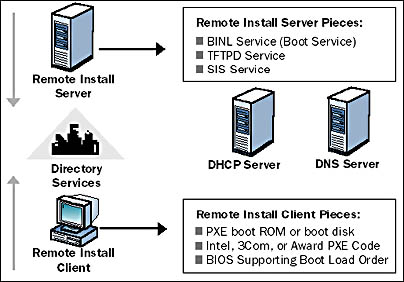 Remote Install
Server
Remote Install Server Pieces:
BINL Service (Boot Service)
TFTPD Service
SIS Service
DHCP Server
DNS Server
Directory
Services
Remote Install
Client
Remote Install Client Pieces:
PXE boot ROM or boot disk
Intel, 3Com, or Award PXE Code
BIOS Supporting Boot Load Order